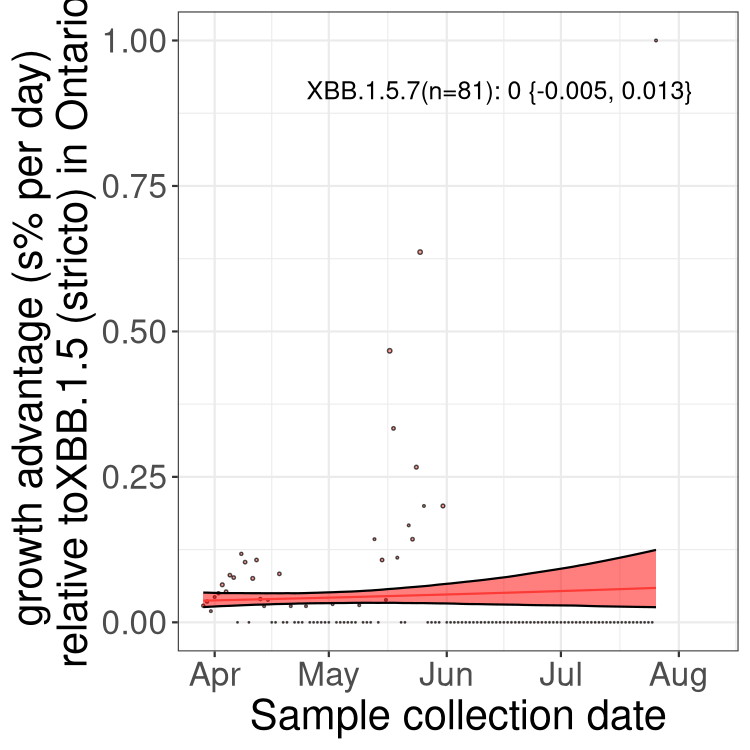 growth advantage (s% per day)
relative toXBB.1.5 (stricto) in Ontario
1.00
0.75
0.50
0.25
0.00
XBB.1.5.7(n=81): 0 {-0.005, 0.013}
Apr May Jun Jul Aug
Sample collection date